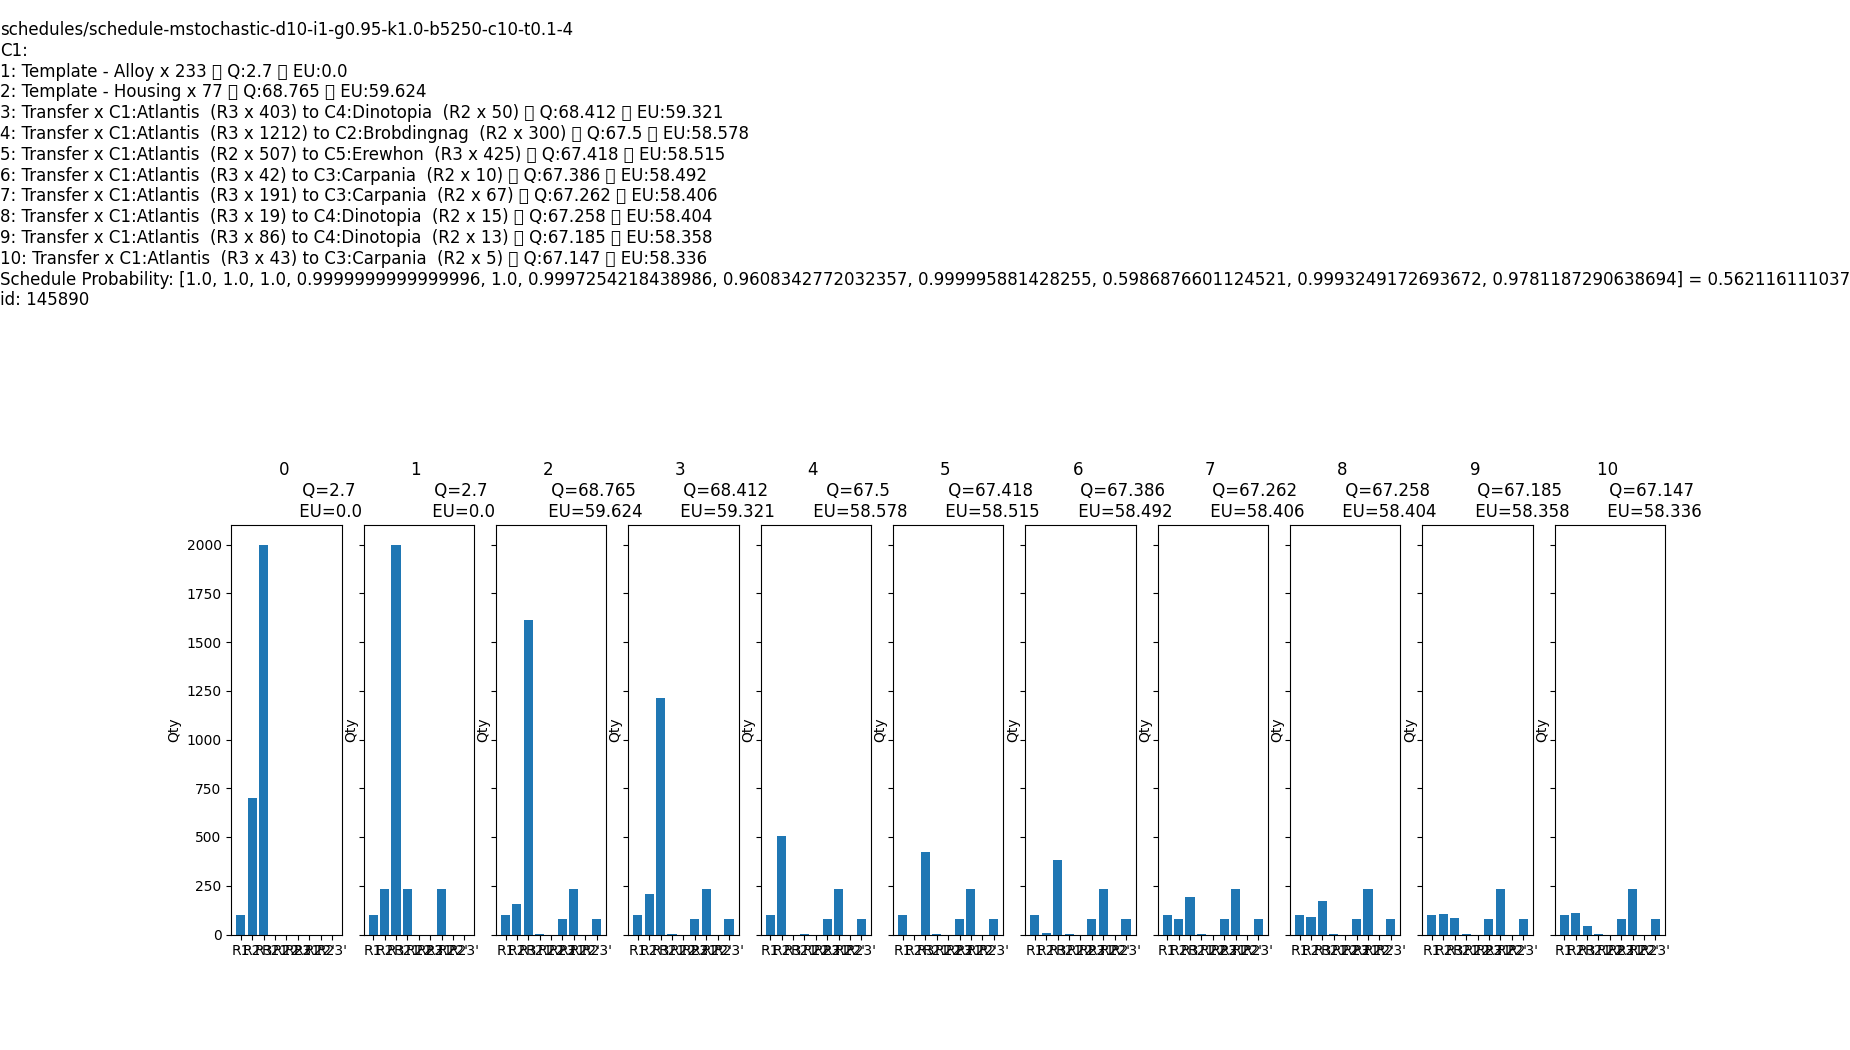 schedules/schedule-mstochastic-d10-i1-g0.95-k1.0-b5250-c10-t0.1-4
C1:
1: Template - Alloy x 233 ▯ Q:2.7 ▯ EU:0.0
2: Template - Housing x 77 ▯ Q:68.765 ▯ EU:59.624
3: Transfer x C1:Atlantis  (R3 x 403) to C4:Dinotopia  (R2 x 50) ▯ Q:68.412 ▯ EU:59.321
4: Transfer x C1:Atlantis  (R3 x 1212) to C2:Brobdingnag  (R2 x 300) ▯ Q:67.5 ▯ EU:58.578
5: Transfer x C1:Atlantis  (R2 x 507) to C5:Erewhon  (R3 x 425) ▯ Q:67.418 ▯ EU:58.515
6: Transfer x C1:Atlantis  (R3 x 42) to C3:Carpania  (R2 x 10) ▯ Q:67.386 ▯ EU:58.492
7: Transfer x C1:Atlantis  (R3 x 191) to C3:Carpania  (R2 x 67) ▯ Q:67.262 ▯ EU:58.406
8: Transfer x C1:Atlantis  (R3 x 19) to C4:Dinotopia  (R2 x 15) ▯ Q:67.258 ▯ EU:58.404
9: Transfer x C1:Atlantis  (R3 x 86) to C4:Dinotopia  (R2 x 13) ▯ Q:67.185 ▯ EU:58.358
10: Transfer x C1:Atlantis  (R3 x 43) to C3:Carpania  (R2 x 5) ▯ Q:67.147 ▯ EU:58.336
Schedule Probability: [1.0, 1.0, 1.0, 0.9999999999999996, 1.0, 0.9997254218438986, 0.9608342772032357, 0.999995881428255, 0.5986876601124521, 0.9993249172693672, 0.9781187290638694] = 0.562116111037
id: 145890
0 1 2 3 4 5 6 7 8 9 10
Q=2.7 Q=2.7 Q=68.765 Q=68.412 Q=67.5 Q=67.418 Q=67.386 Q=67.262 Q=67.258 Q=67.185 Q=67.147
EU=0.0 EU=0.0 EU=59.624 EU=59.321 EU=58.578 EU=58.515 EU=58.492 EU=58.406 EU=58.404 EU=58.358 EU=58.336
2000
1750
1500
1250
1000
750
500
250
0
Qty Qty Qty Qty Qty Qty Qty Qty Qty Qty Qty